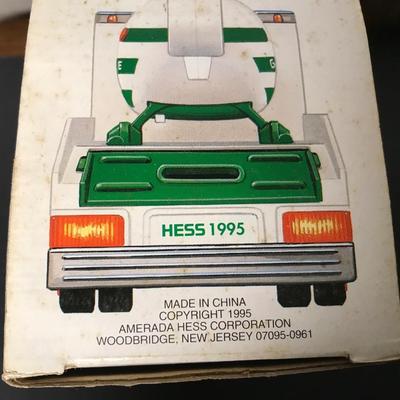 HESS 1995
MADE IN CHINA
COPYRIGHT 1995
AMERADA HESS CORPORATION
WOODBRIDGE, NEW JERSEY 07095-0961